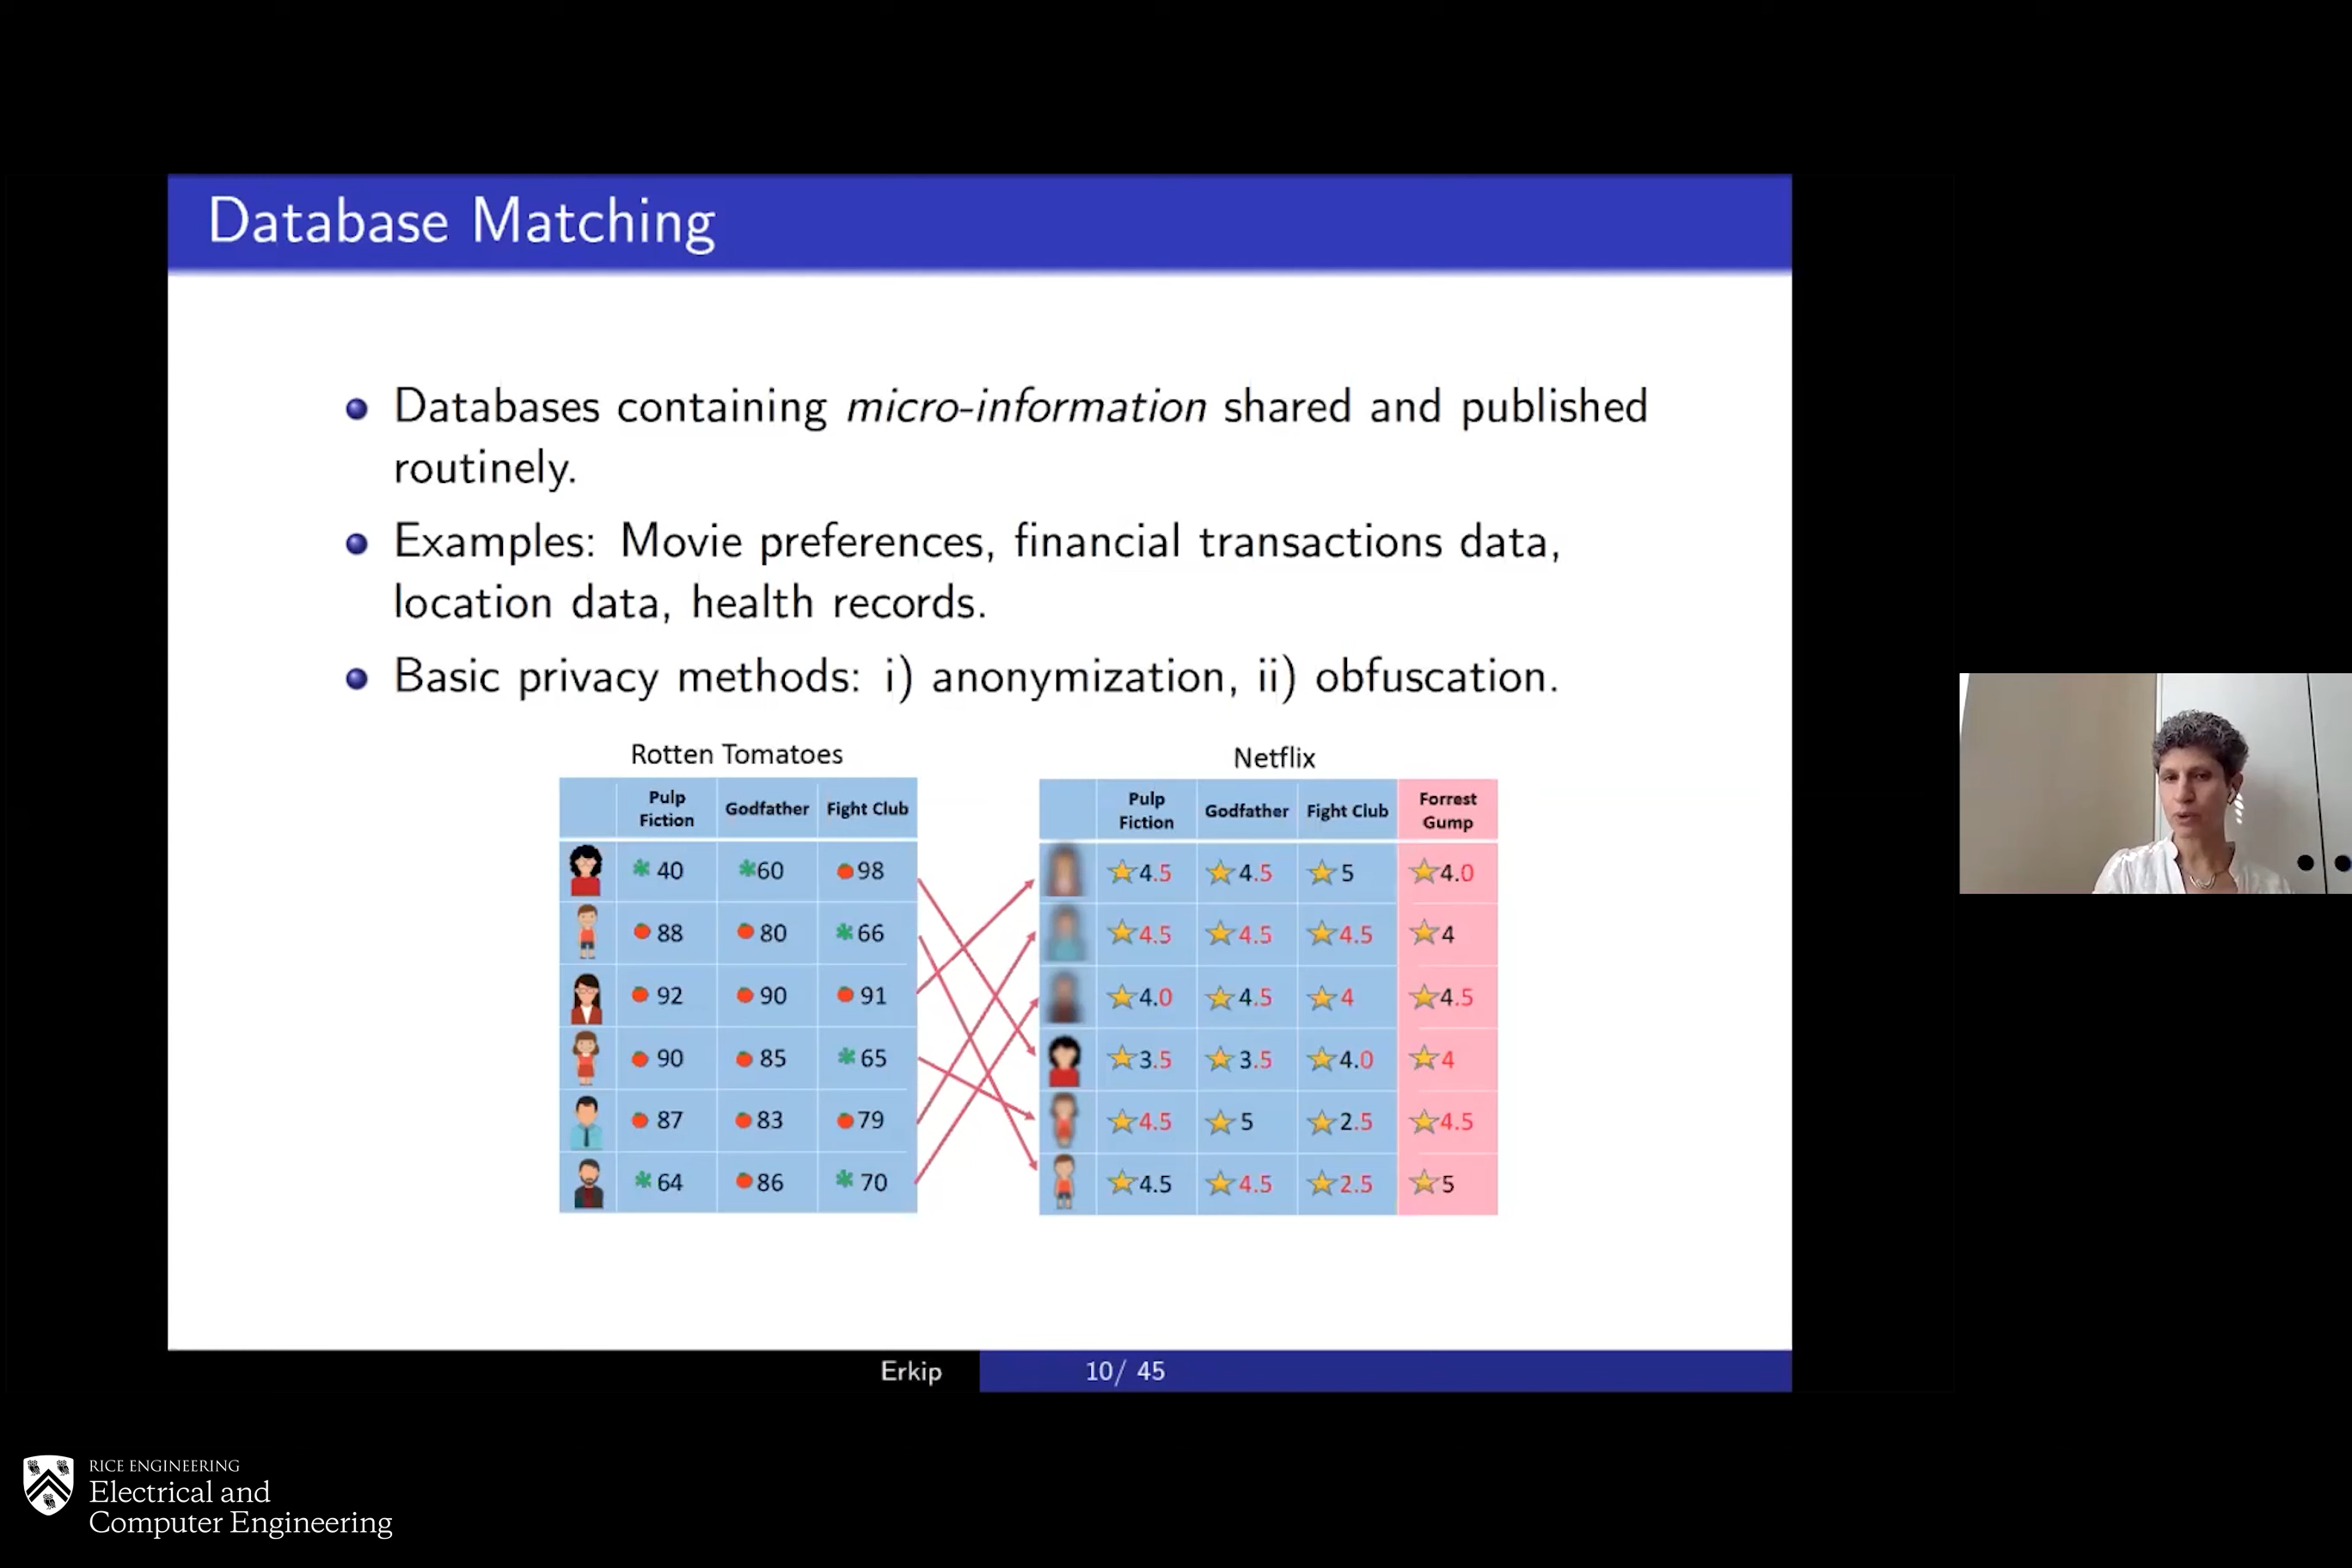 Database Matching
Databases containing micro-information shared and published
routinely.
Examples: Movie preferences, financial transactions data,
location data, health records.
Basic privacy methods: i) anonymization, ii) obfuscation.
Rotten Tomatoes
Pulp Fiction Godfather Fight Club
40 60 98
88 80 66
92 90 91
90 85 65
87 83 79
64 86 70
Netflix
Pulp Fiction Godfather Fight Club Forrest Gump
4.5 4.5 5 4.0
4.5 4.5 4.5 4
4.0 4.5 4 4.5
3.5 3.5 4.0 4
4.5 5 2.5 4.5
4.5 4.5 2.5 5
Erkip 10/ 45
RICE ENGINEERING
Electrical and
Computer Engineering